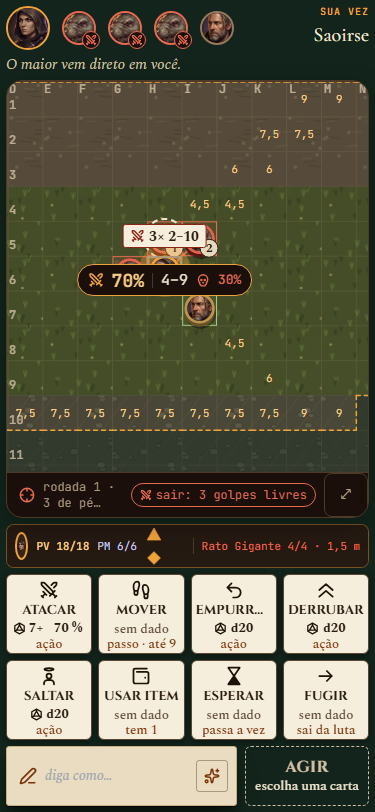 SUA VEZ
Saoirse
O maior vem direto em você.
D E F G H I J K L M N
1 9 9
2 7,5 7,5
3 6 6
4 4,5 4,5
5 3× 2–10 2
6 70% 4–9 30%
7
8 4,5
9 6
10 7,5 7,5 7,5 7,5 7,5 7,5 7,5 7,5 9 9
11
rodada 1 ·
3 de pé…
sair: 3 golpes livres
PV 18/18 PM 6/6 Rato Gigante 4/4 · 1,5 m
ATACAR
7+ 70 %
ação
MOVER
sem dado
passo · até 9
EMPURR…
d20
ação
DERRUBAR
d20
ação
SALTAR
d20
ação
USAR ITEM
sem dado
tem 1
ESPERAR
sem dado
passa a vez
FUGIR
sem dado
sai da luta
diga como...
AGIR
escolha uma carta